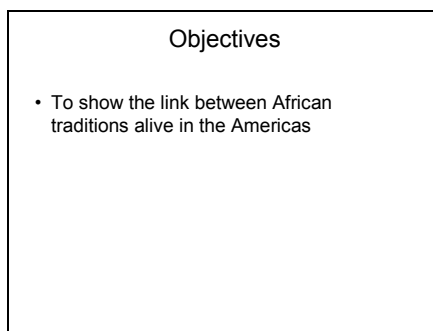 Objectives
• To show the link between African
traditions alive in the Americas